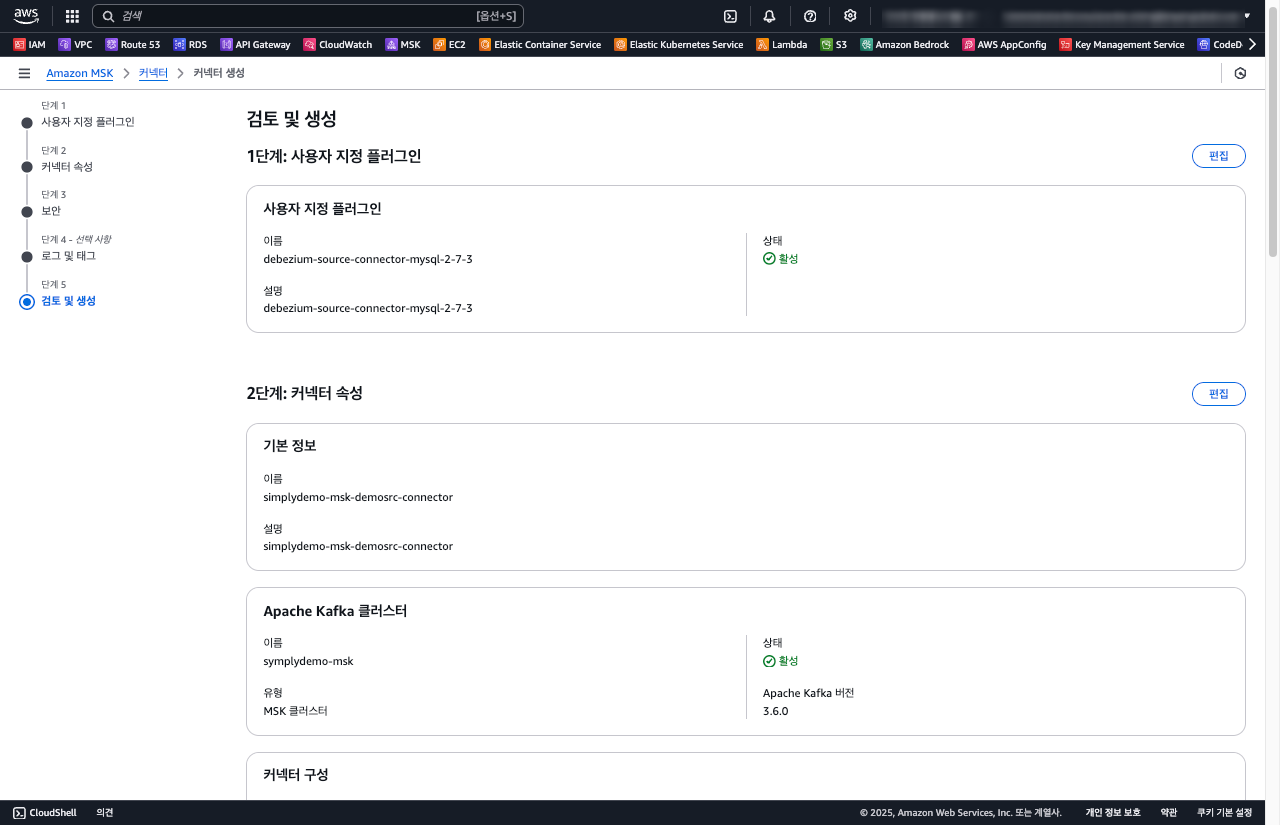 aws
검색 [옵션+S]
IAM VPC Route 53 RDS API Gateway CloudWatch MSK EC2 Elastic Container Service Elastic Kubernetes Service Lambda S3 Amazon Bedrock AWS AppConfig Key Management Service CodeD
Amazon MSK > 커넥터 > 커넥터 생성
단계 1
사용자 지정 플러그인
단계 2
커넥터 속성
단계 3
보안
단계 4 - 선택 사항
로그 및 태그
단계 5
검토 및 생성
검토 및 생성
1단계: 사용자 지정 플러그인
편집
사용자 지정 플러그인
이름
debezium-source-connector-mysql-2-7-3
설명
debezium-source-connector-mysql-2-7-3
상태
활성
2단계: 커넥터 속성
편집
기본 정보
이름
simplydemo-msk-demosrc-connector
설명
simplydemo-msk-demosrc-connector
Apache Kafka 클러스터
이름
symplydemo-msk
유형
MSK 클러스터
상태
활성
Apache Kafka 버전
3.6.0
커넥터 구성
CloudShell 의견
© 2025, Amazon Web Services, Inc. 또는 계열사. 개인 정보 보호 약관 쿠키 기본 설정